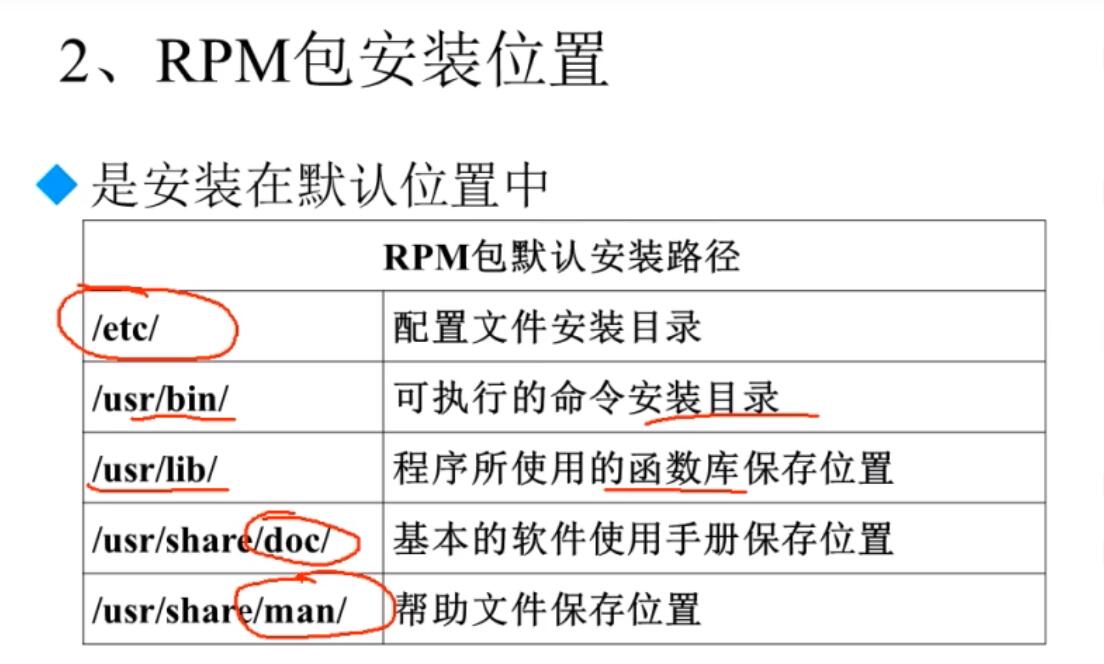 2、RPM包安装位置
是安装在默认位置中
RPM包默认安装路径
/etc/ 配置文件安装目录
/usr/bin/ 可执行的命令安装目录
/usr/lib/ 程序所使用的函数库保存位置
/usr/share/doc/ 基本的软件使用手册保存位置
/usr/share/man/ 帮助文件保存位置